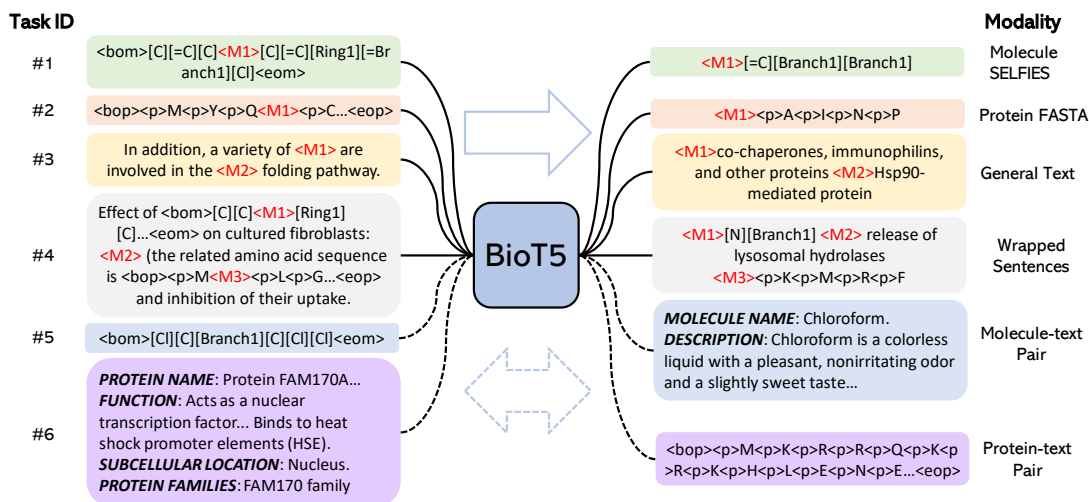 Task ID
Modality
#1
<bom>[C][=C][C]<M1>[C][=C][Ring1][=Br
anch1][Cl]<eom>
<M1>[=C][Branch1][Branch1]
Molecule
SELFIES
#2
<bop><p>M<p>Y<p>Q<M1><p>C...<eop>
<M1><p>A<p>I<p>N<p>P
Protein FASTA
#3
In addition, a variety of <M1> are
involved in the <M2> folding pathway.
<M1>co-chaperones, immunophilins,
and other proteins <M2>Hsp90-
mediated protein
General Text
#4
Effect of <bom>[C][C]<M1>[Ring1]
[C]...<eom> on cultured fibroblasts:
<M2> (the related amino acid sequence
is <bop><p>M<M3><p>L<p>G...<eop>)
and inhibition of their uptake.
BioT5
<M1>[N][Branch1] <M2> release of
lysosomal hydrolases
<M3><p>K<p>M<p>R<p>F
Wrapped
Sentences
#5
<bom>[Cl][C][Branch1][C][Cl][Cl]<eom>
MOLECULE NAME: Chloroform.
DESCRIPTION: Chloroform is a colorless
liquid with a pleasant, nonirritating odor
and a slightly sweet taste...
Molecule-text
Pair
#6
PROTEIN NAME: Protein FAM170A...
FUNCTION: Acts as a nuclear
transcription factor... Binds to heat
shock promoter elements (HSE).
SUBCELLULAR LOCATION: Nucleus.
PROTEIN FAMILIES: FAM170 family
<bop><p>M<p>K<p>R<p>R<p>Q<p>K<p
>R<p>K<p>H<p>L<p>E<p>N<p>E...<eop>
Protein-text
Pair